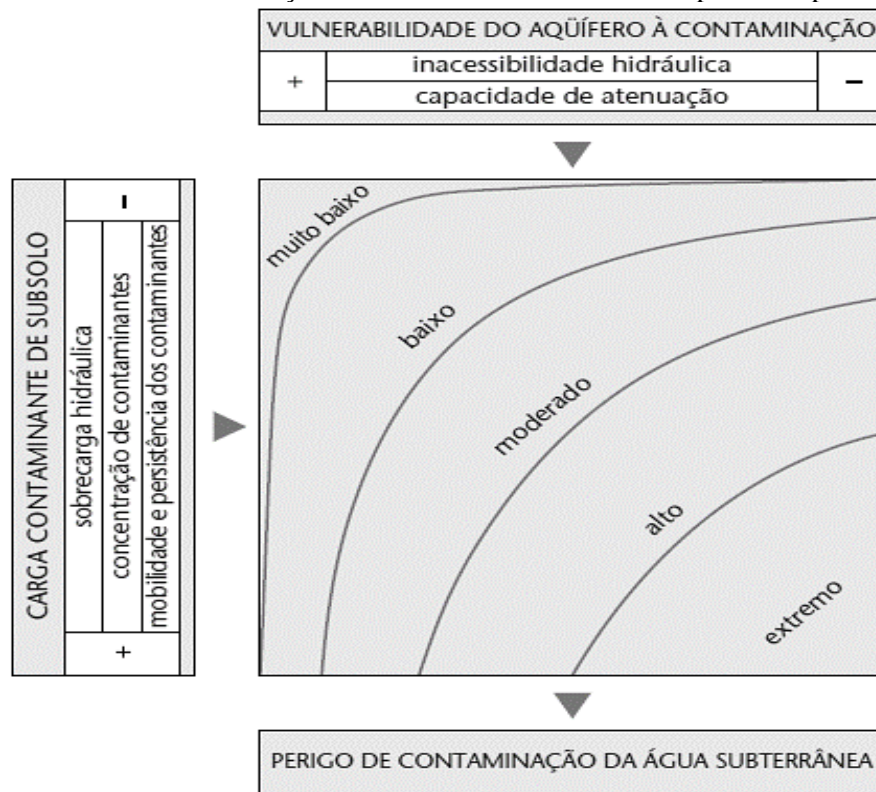 VULNERABILIDADE DO AQÜÍFERO À CONTAMINAÇÃO
+
inacessibilidade hidráulica
capacidade de atenuação
−
CARGA CONTAMINANTE DE SUBSOLO
−
sobrecarga hidráulica
concentração de contaminantes
mobilidade e persistência dos contaminantes
+
muito baixo
baixo
moderado
alto
extremo
PERIGO DE CONTAMINAÇÃO DA ÁGUA SUBTERRÂNEA